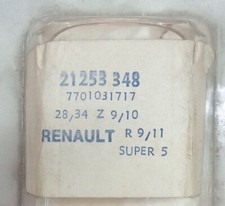 21253 348
7701031717
28/34 Z 9/10
RENAULT R 9/11
SUPER 5